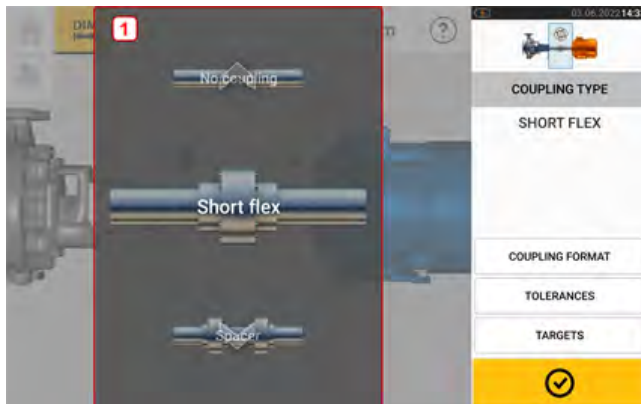 DIM
1
m
?
03.06.2022 14:3
No coupling
Short flex
Spacer
COUPLING TYPE
SHORT FLEX
COUPLING FORMAT
TOLERANCES
TARGETS